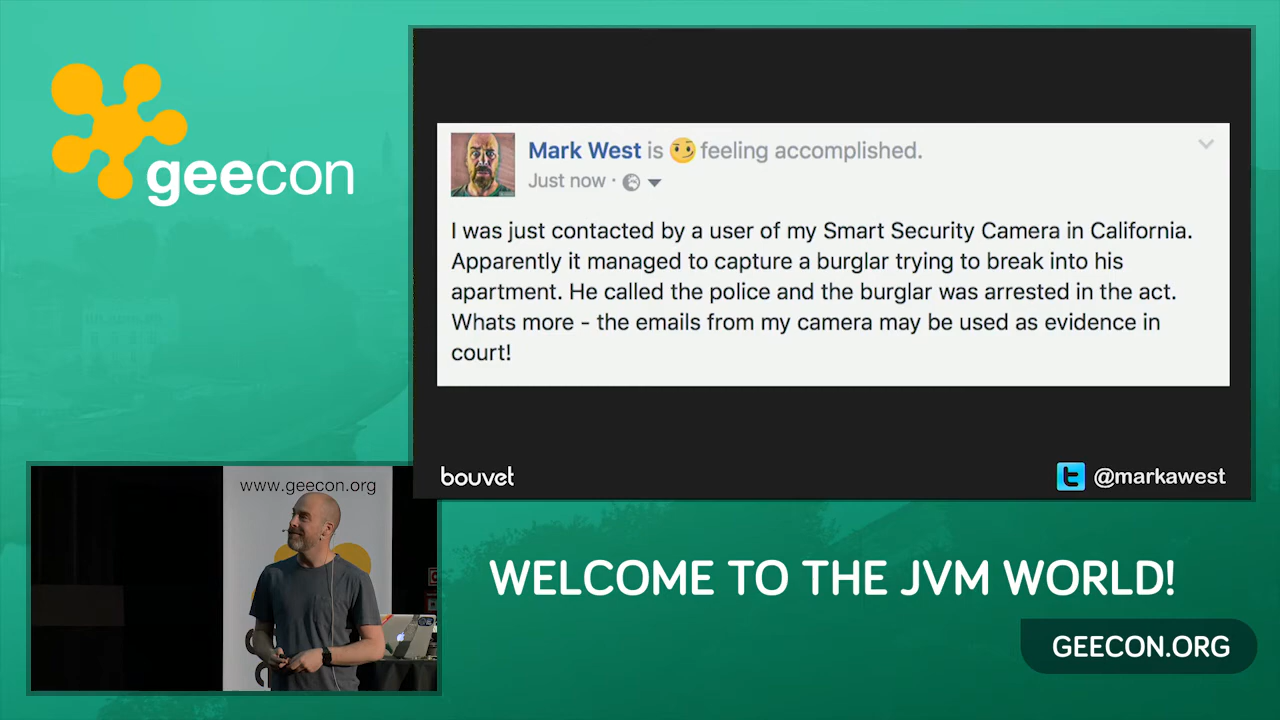 geecon
Mark West is feeling accomplished.
Just now ·
I was just contacted by a user of my Smart Security Camera in California.
Apparently it managed to capture a burglar trying to break into his
apartment. He called the police and the burglar was arrested in the act.
Whats more - the emails from my camera may be used as evidence in
court!
bouvet
@markawest
www.geecon.org
WELCOME TO THE JVM WORLD!
GEECON.ORG